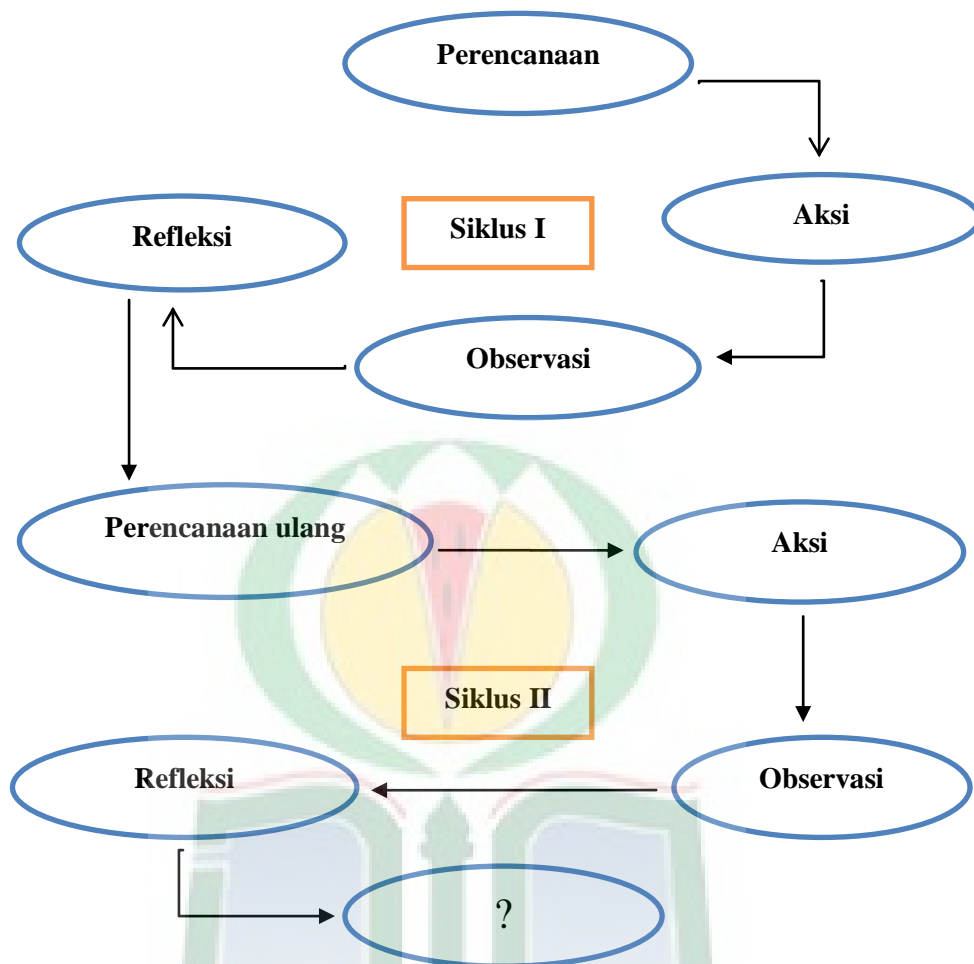 Perencanaan
Aksi
Siklus I
Refleksi
Observasi
Perencanaan ulang
Aksi
Siklus II
Refleksi
Observasi
?